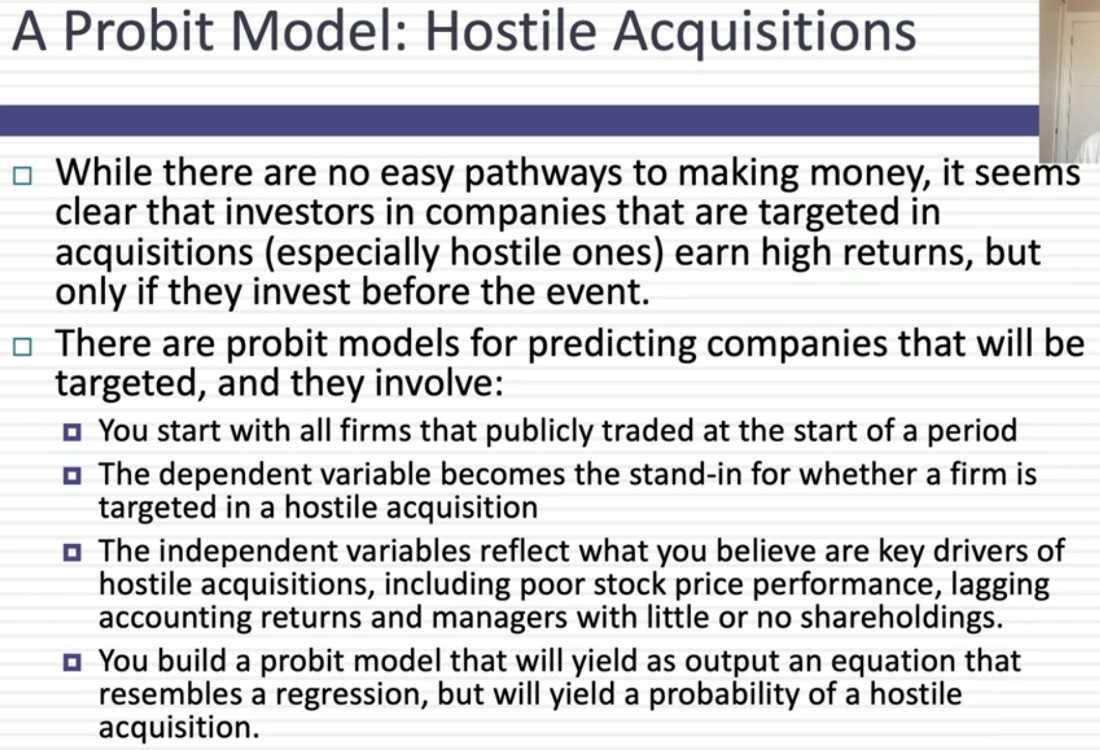 A Probit Model: Hostile Acquisitions
While there are no easy pathways to making money, it seems
clear that investors in companies that are targeted in
acquisitions (especially hostile ones) earn high returns, but
only if they invest before the event.
There are probit models for predicting companies that will be
targeted, and they involve:
You start with all firms that publicly traded at the start of a period
The dependent variable becomes the stand-in for whether a firm is
targeted in a hostile acquisition
The independent variables reflect what you believe are key drivers of
hostile acquisitions, including poor stock price performance, lagging
accounting returns and managers with little or no shareholdings.
You build a probit model that will yield as output an equation that
resembles a regression, but will yield a probability of a hostile
acquisition.